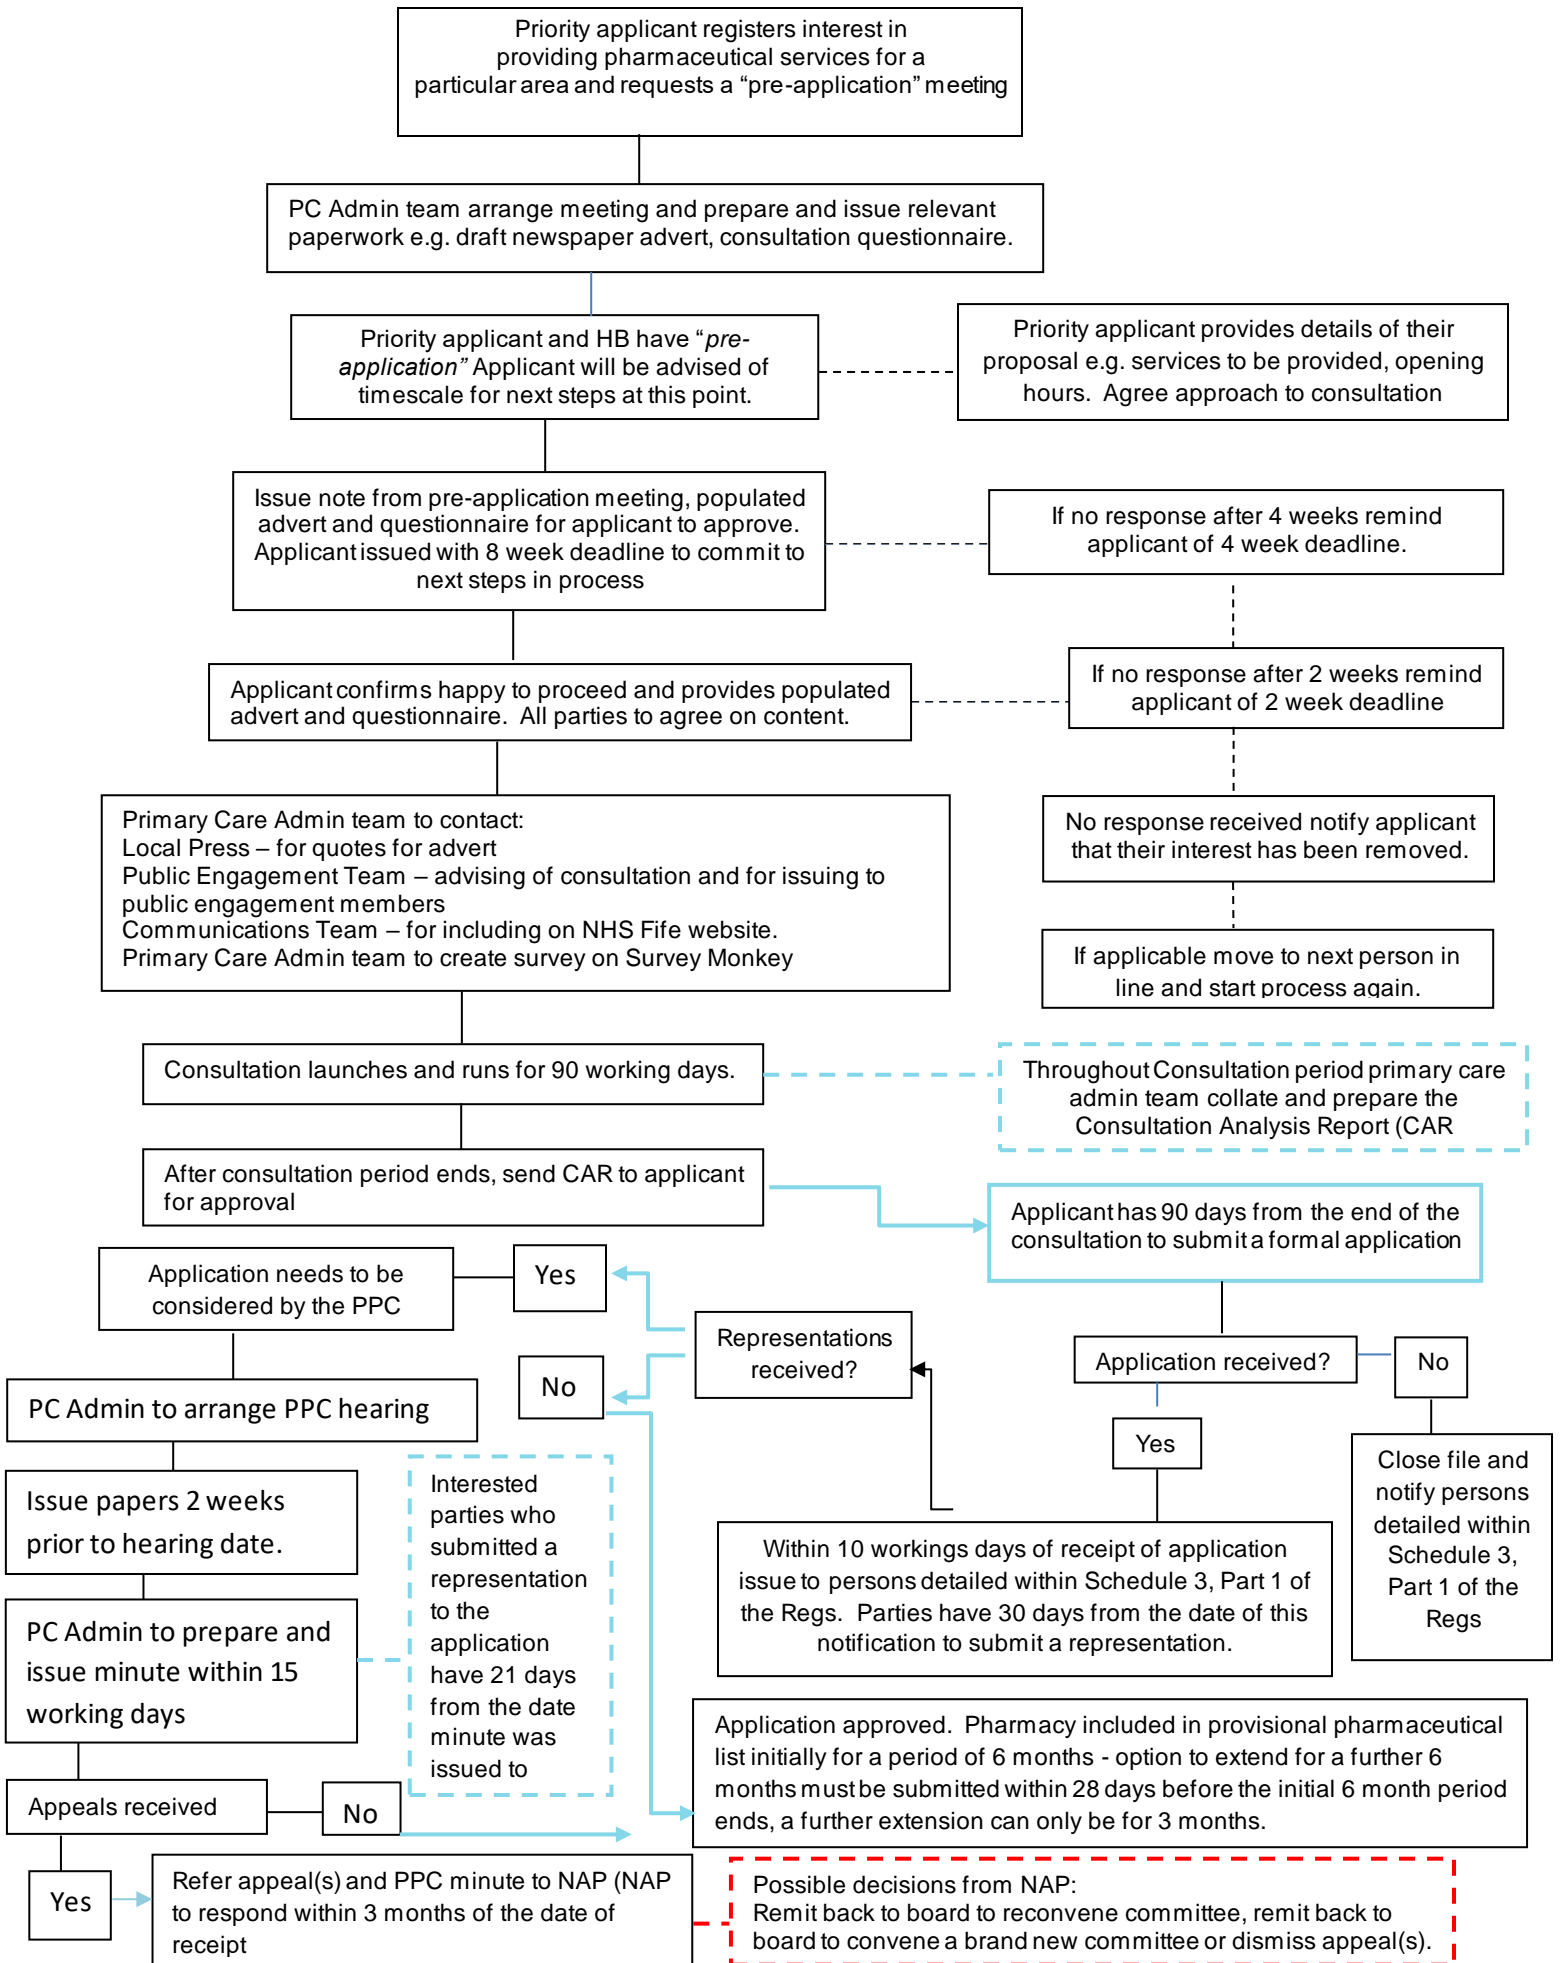 Priority applicant registers interest in
providing pharmaceutical services for a
particular area and requests a “pre-application” meeting
PC Admin team arrange meeting and prepare and issue relevant
paperwork e.g. draft newspaper advert, consultation questionnaire.
Priority applicant and HB have “pre-
application” Applicant will be advised of
timescale for next steps at this point.
Priority applicant provides details of their
proposal e.g. services to be provided, opening
hours. Agree approach to consultation
Issue note from pre-application meeting, populated
advert and questionnaire for applicant to approve.
Applicant issued with 8 week deadline to commit to
next steps in process
If no response after 4 weeks remind
applicant of 4 week deadline.
Applicant confirms happy to proceed and provides populated
advert and questionnaire. All parties to agree on content.
If no response after 2 weeks remind
applicant of 2 week deadline
Primary Care Admin team to contact:
Local Press – for quotes for advert
Public Engagement Team – advising of consultation and for issuing to
public engagement members
Communications Team – for including on NHS Fife website.
Primary Care Admin team to create survey on Survey Monkey
No response received notify applicant
that their interest has been removed.
If applicable move to next person in
line and start process again.
Consultation launches and runs for 90 working days.
Throughout Consultation period primary care
admin team collate and prepare the
Consultation Analysis Report (CAR
After consultation period ends, send CAR to applicant
for approval
Applicant has 90 days from the end of the
consultation to submit a formal application
Application needs to be
considered by the PPC
Yes
Representations
received?
Application received?
No
No
PC Admin to arrange PPC hearing
Yes
Close file and
notify persons
detailed within
Schedule 3,
Part 1 of the
Regs
Issue papers 2 weeks
prior to hearing date.
Interested
parties who
submitted a
representation
to the
application
have 21 days
from the date
minute was
issued to
Within 10 workings days of receipt of application
issue to persons detailed within Schedule 3, Part 1 of
the Regs. Parties have 30 days from the date of this
notification to submit a representation.
PC Admin to prepare and
issue minute within 15
working days
Application approved. Pharmacy included in provisional pharmaceutical
list initially for a period of 6 months - option to extend for a further 6
months must be submitted within 28 days before the initial 6 month period
ends, a further extension can only be for 3 months.
Appeals received
No
Yes
Refer appeal(s) and PPC minute to NAP (NAP
to respond within 3 months of the date of
receipt
Possible decisions from NAP:
Remit back to board to reconvene committee, remit back to
board to convene a brand new committee or dismiss appeal(s).